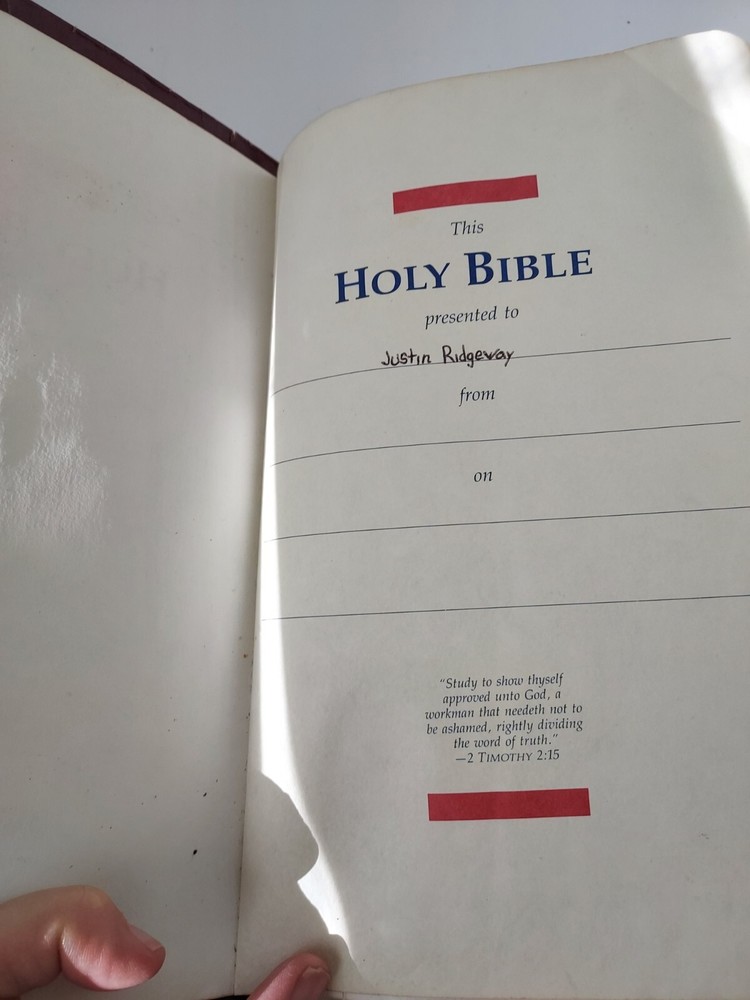 This
HOLY BIBLE
presented to
Justin Ridgeway
from
on
“Study to show thyself
approved unto God, a
workman that needeth not to
be ashamed, rightly dividing
the word of truth.”
—2 TIMOTHY 2:15